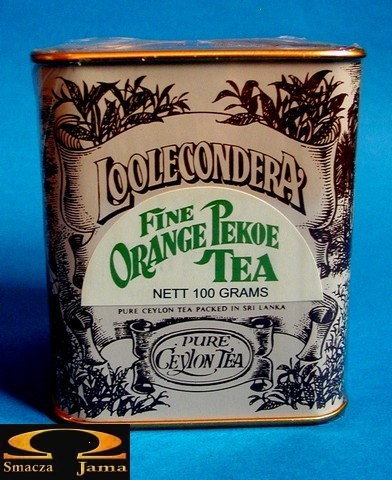 LOOLECONDERA
FINE
ORANGE PEKOE
TEA
NETT 100 GRAMS
PURE CEYLON TEA PACKED IN SRI LANKA
PURE
CEYLON TEA
Smacza Jama